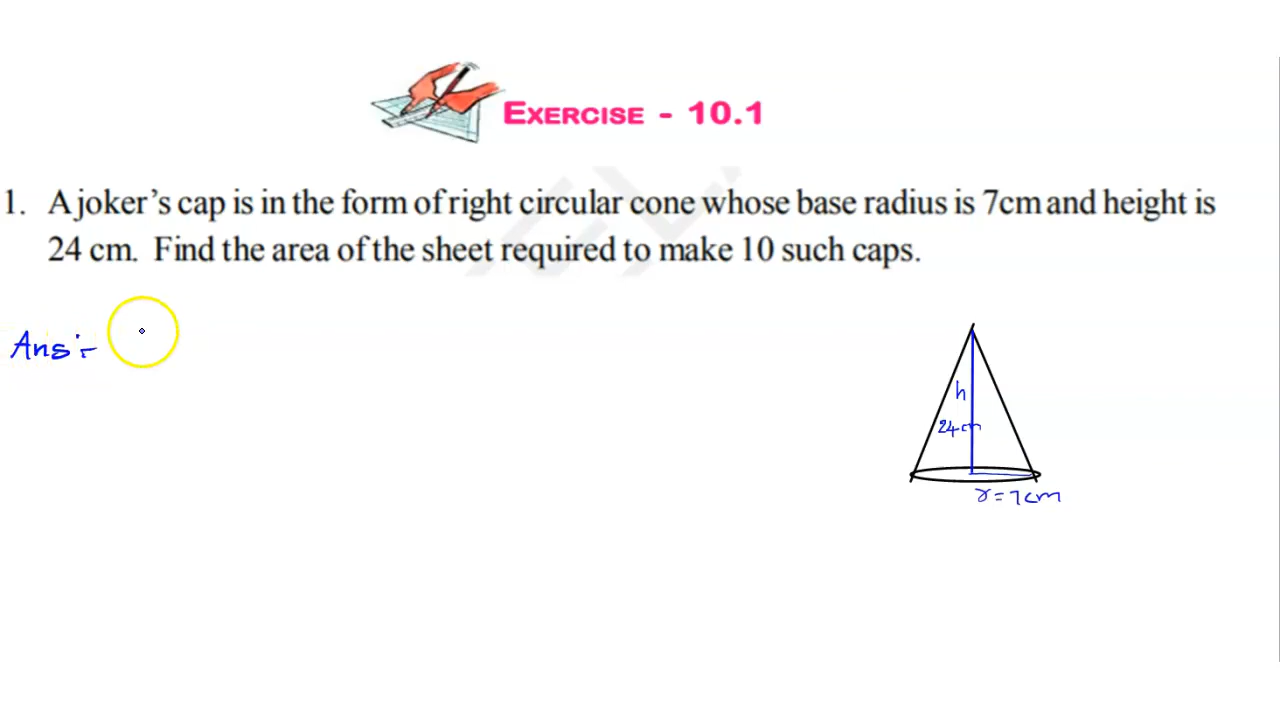 EXERCISE - 10.1
1. A joker's cap is in the form of right circular cone whose base radius is 7cm and height is
24 cm. Find the area of the sheet required to make 10 such caps.
Ans:-
h
24cm
r=7cm